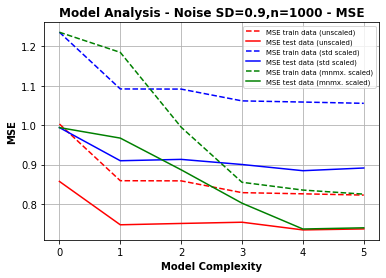 Model Analysis - Noise SD=0.9,n=1000 - MSE
MSE train data (unscaled)
MSE test data (unscaled)
MSE train data (std scaled)
MSE test data (std scaled)
MSE train data (mnmx. scaled)
MSE test data (mnmx. scaled)
MSE
1.2
1.1
1.0
0.9
0.8
0 1 2 3 4 5
Model Complexity